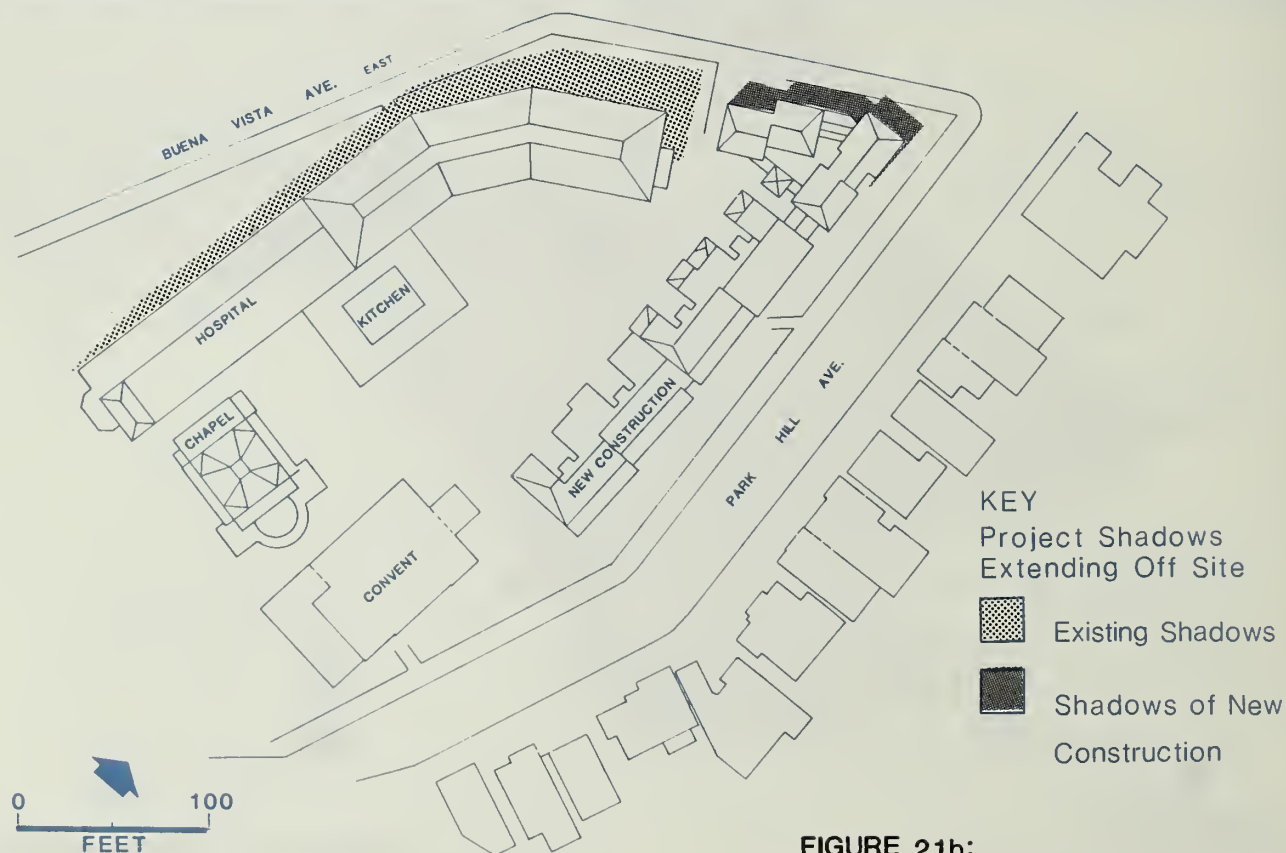 BUENA VISTA AVE. EAST
HOSPITAL
KITCHEN
CHAPEL
CONVENT
NEW CONSTRUCTION
PARK HILL AVE.
KEY
Project Shadows
Extending Off Site
Existing Shadows
Shadows of New
Construction
0 100
FEET
FIGURE 21b: